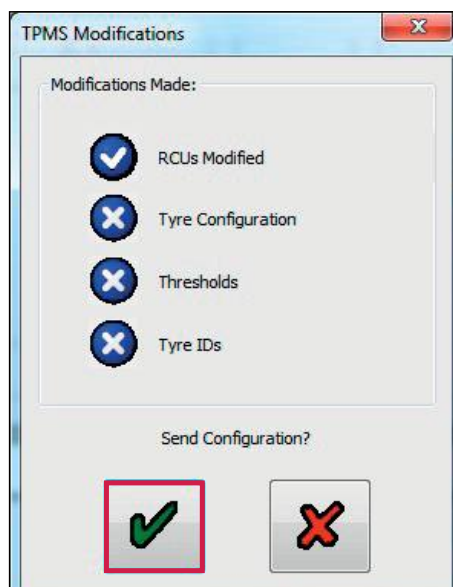 TPMS Modifications
Modifications Made:
RCUs Modified
Tyre Configuration
Thresholds
Tyre IDs
Send Configuration?